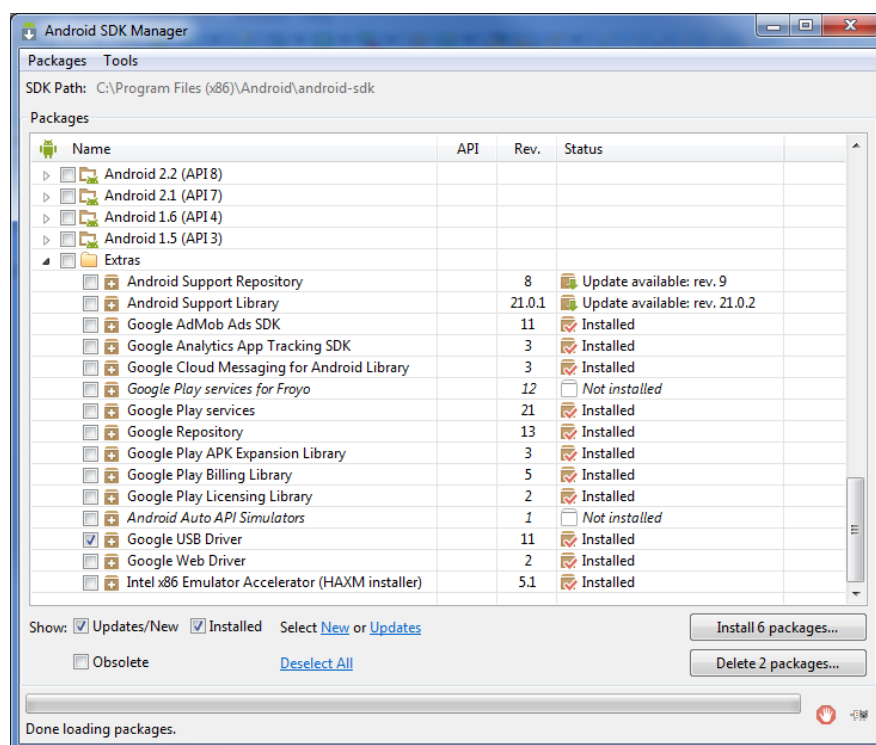 Android SDK Manager
Packages Tools
SDK Path: C:\Program Files (x86)\Android\android-sdk
Packages
Name API Rev. Status
Android 2.2 (API 8)
Android 2.1 (API 7)
Android 1.6 (API 4)
Android 1.5 (API 3)
Extras
Android Support Repository 8 Update available: rev. 9
Android Support Library 21.0.1 Update available: rev. 21.0.2
Google AdMob Ads SDK 11 Installed
Google Analytics App Tracking SDK 3 Installed
Google Cloud Messaging for Android Library 3 Installed
Google Play services for Froyo 12 Not installed
Google Play services 21 Installed
Google Repository 13 Installed
Google Play APK Expansion Library 3 Installed
Google Play Billing Library 5 Installed
Google Play Licensing Library 2 Installed
Android Auto API Simulators 1 Not installed
Google USB Driver 11 Installed
Google Web Driver 2 Installed
Intel x86 Emulator Accelerator (HAXM installer) 5.1 Installed
Show: Updates/New Installed Select New or Updates Install 6 packages...
Obsolete Deselect All Delete 2 packages...
Done loading packages.